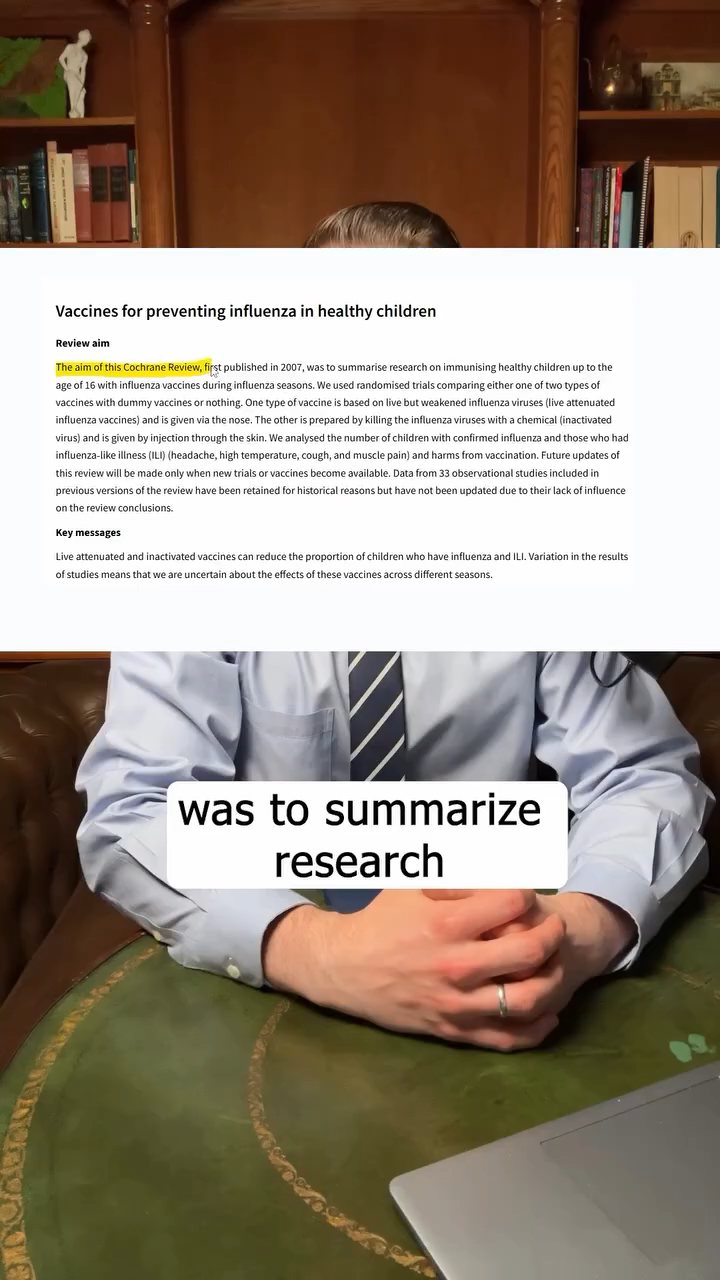 Vaccines for preventing influenza in healthy children
Review aim
The aim of this Cochrane Review, first published in 2007, was to summarise research on immunising healthy children up to the
age of 16 with influenza vaccines during influenza seasons. We used randomised trials comparing either one of two types of
vaccines with dummy vaccines or nothing. One type of vaccine is based on live but weakened influenza viruses (live attenuated
influenza vaccines) and is given via the nose. The other is prepared by killing the influenza viruses with a chemical (inactivated
virus) and is given by injection through the skin. We analysed the number of children with confirmed influenza and those who had
influenza-like illness (ILI) (headache, high temperature, cough, and muscle pain) and harms from vaccination. Future updates of
this review will be made only when new trials or vaccines become available. Data from 33 observational studies included in
previous versions of the review have been retained for historical reasons but have not been updated due to their lack of influence
on the review conclusions.
Key messages
Live attenuated and inactivated vaccines can reduce the proportion of children who have influenza and ILI. Variation in the results
of studies means that we are uncertain about the effects of these vaccines across different seasons.
was to summarize
research